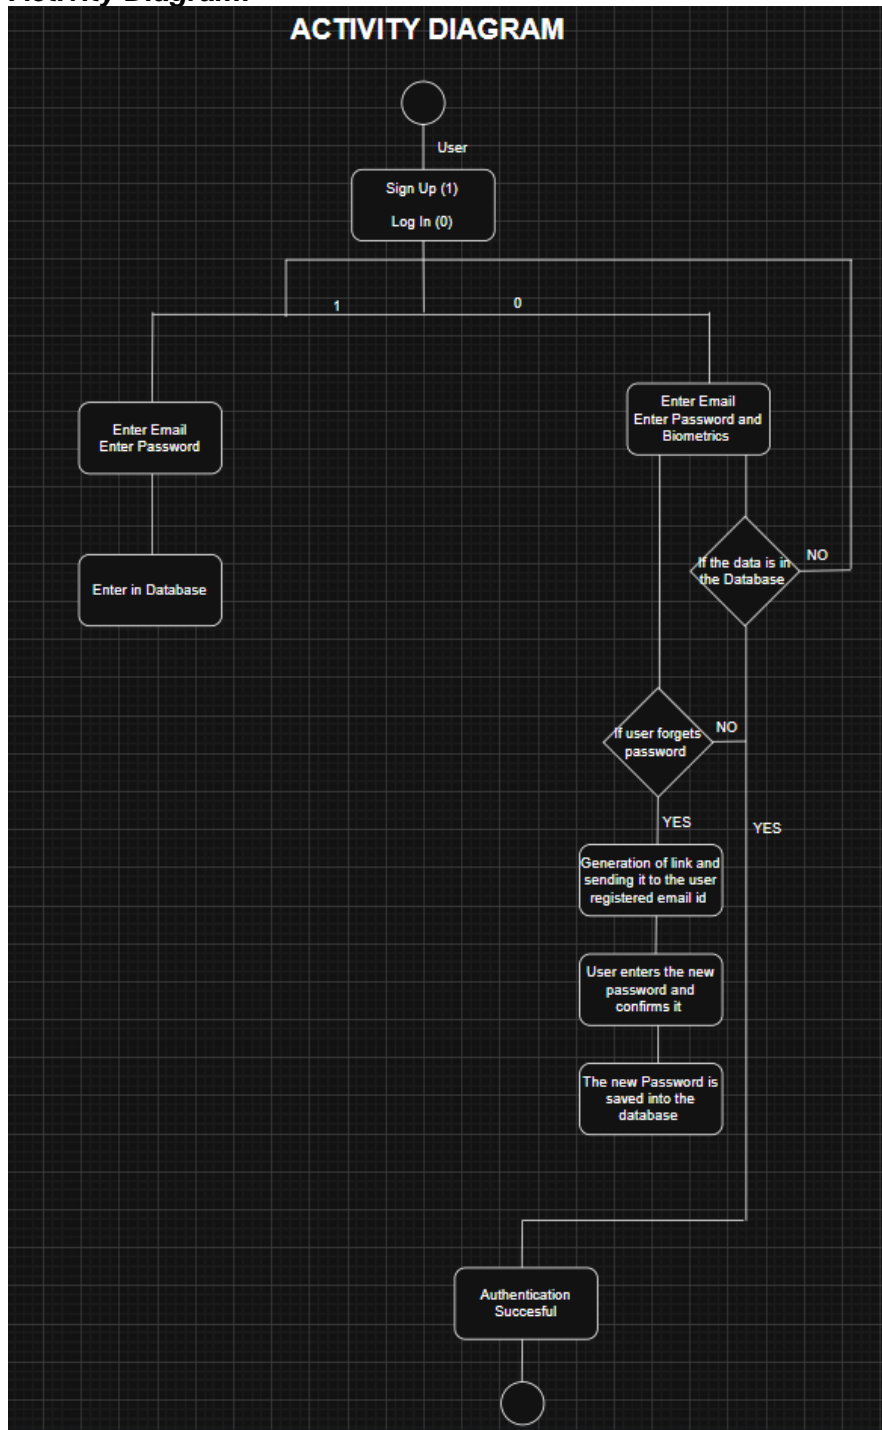 Activity Diagram:
ACTIVITY DIAGRAM
User
Sign Up (1)
Log In (0)
1
0
Enter Email
Enter Password
Enter Email
Enter Password and
Biometrics
Enter in Database
If the data is in
the Database
NO
If user forgets
password
NO
YES
YES
Generation of link and
sending it to the user
registered email id
User enters the new
password and
confirms it
The new Password is
saved into the
database
Authentication
Succesful